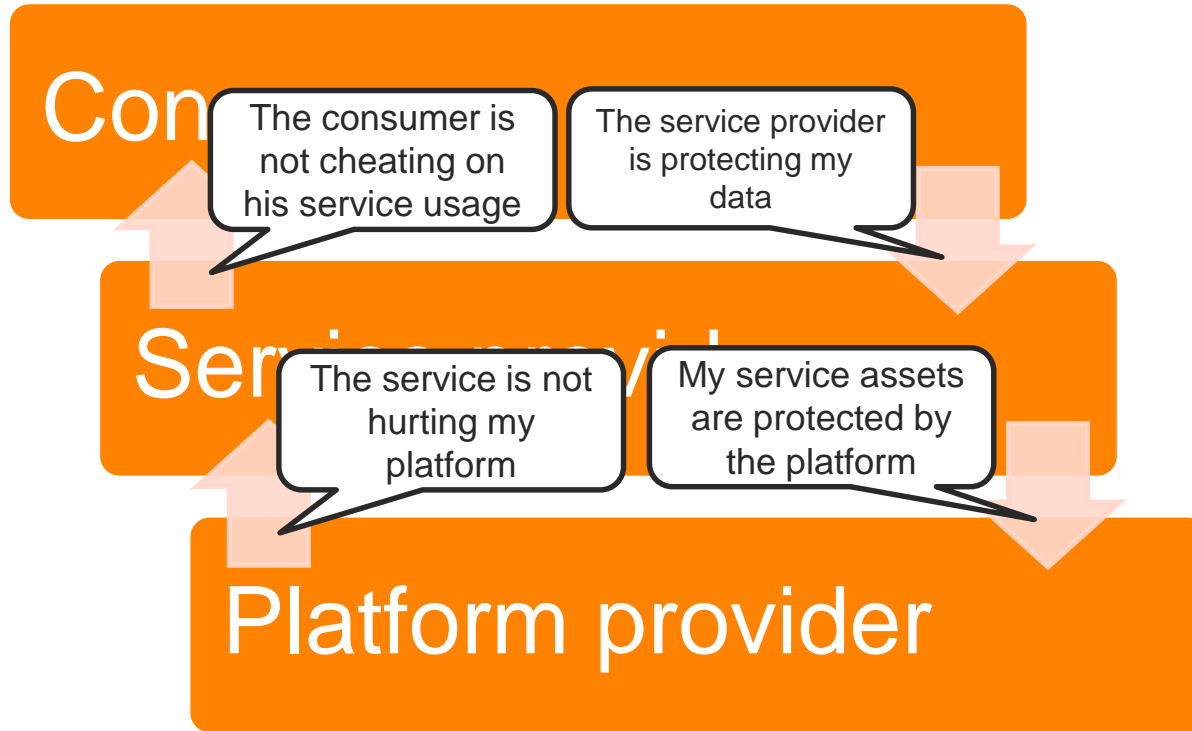 Con
The consumer is
not cheating on
his service usage
The service provider
is protecting my
data
The service is not
hurting my
platform
My service assets
are protected by
the platform
Platform provider